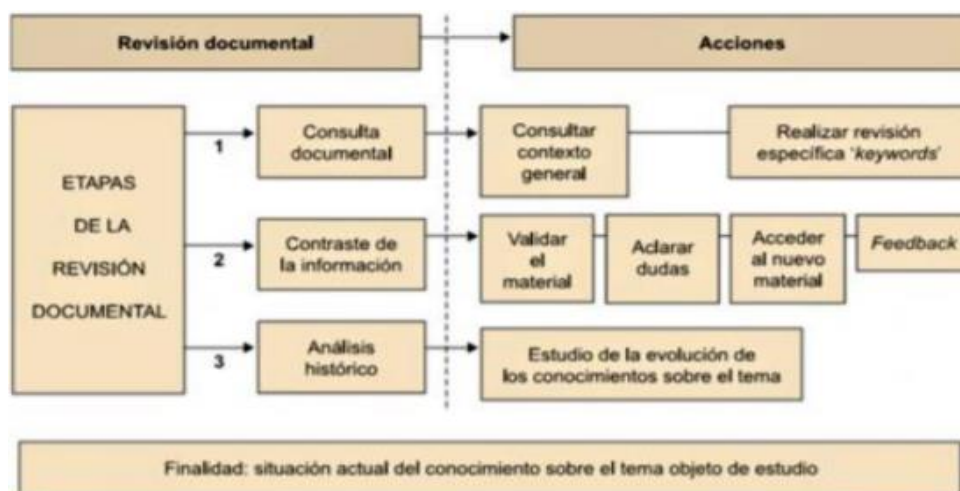 Revisión documental
Acciones
ETAPAS
DE LA
REVISIÓN
DOCUMENTAL
1
Consulta
documental
Consultar
contexto
general
Realizar revisión
específica 'keywords'
2
Contraste de
la información
Validar
el
material
Aclarar
dudas
Acceder
al nuevo
material
Feedback
3
Análisis
histórico
Estudio de la evolución de
los conocimientos sobre el tema
Finalidad: situación actual del conocimiento sobre el tema objeto de estudio